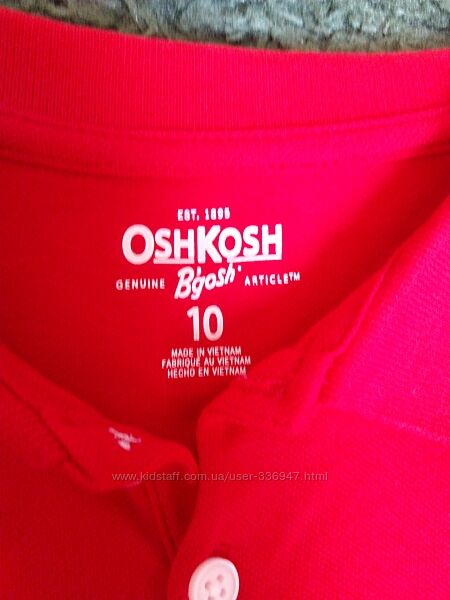 EST. 1895
OSHKOSH
GENUINE B'gosh® ARTICLE™
10
MADE IN VIETNAM
FABRIQUÉ AU VIETNAM
HECHO EN VIETNAM
www.kidstaff.com.ua/user-336947.html